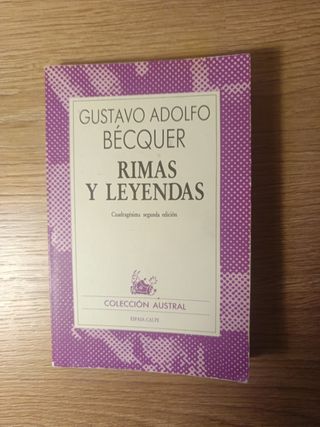 GUSTAVO ADOLFO
BÉCQUER
RIMAS
Y LEYENDAS
Cuadragésima segunda edición
COLECCIÓN AUSTRAL
ESPASA CALPE